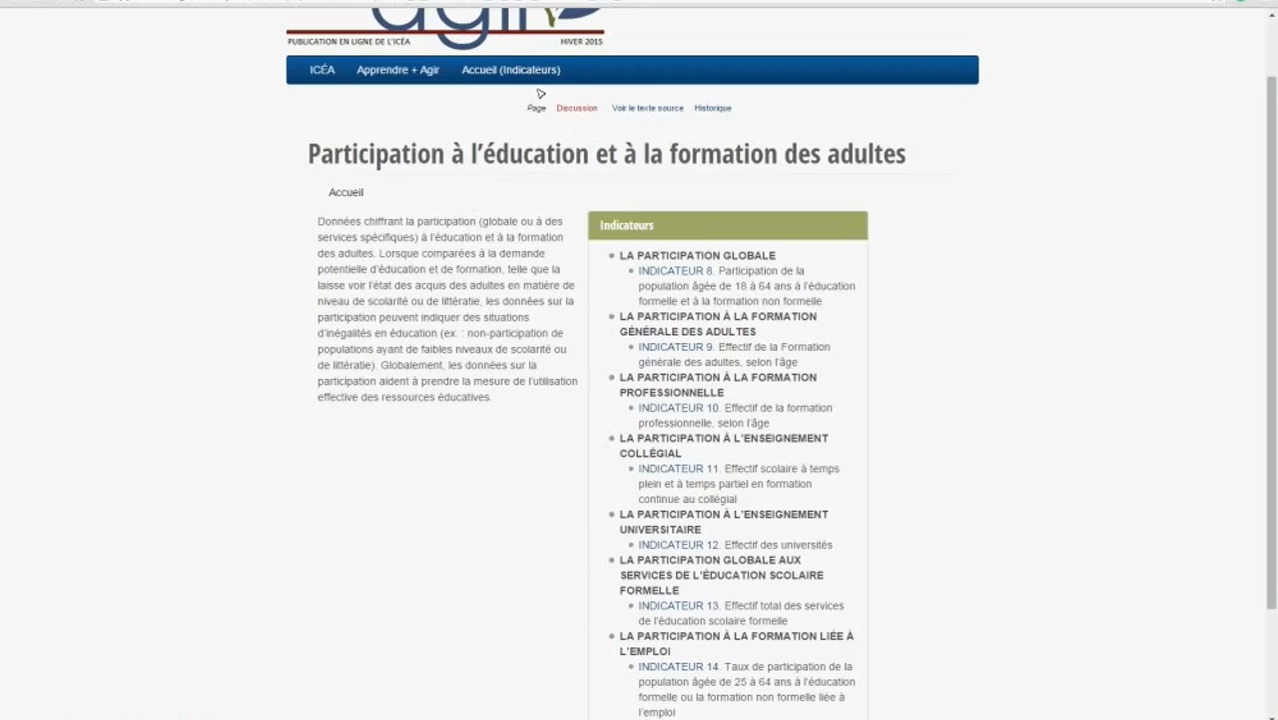 agir
PUBLICATION EN LIGNE DE L'ICÉA
HIVER 2015
ICÉA
Apprendre + Agir
Accueil (Indicateurs)
Page
Discussion
Voir le texte source
Historique
Participation à l'éducation et à la formation des adultes
Accueil
Données chiffrant la participation (globale ou à des
services spécifiques) à l'éducation et à la formation
des adultes. Lorsque comparées à la demande
potentielle d'éducation et de formation, telle que la
laisse voir l'état des acquis des adultes en matière de
niveau de scolarité ou de littératie, les données sur la
participation peuvent indiquer des situations
d'inégalités en éducation (ex. : non-participation de
populations ayant de faibles niveaux de scolarité ou
de littératie). Globalement, les données sur la
participation aident à prendre la mesure de l'utilisation
effective des ressources éducatives.
Indicateurs
LA PARTICIPATION GLOBALE
INDICATEUR 8. Participation de la
population âgée de 18 à 64 ans à l'éducation
formelle et à la formation non formelle
LA PARTICIPATION À LA FORMATION
GÉNÉRALE DES ADULTES
INDICATEUR 9. Effectif de la Formation
générale des adultes, selon l'âge
LA PARTICIPATION À LA FORMATION
PROFESSIONNELLE
INDICATEUR 10. Effectif de la formation
professionnelle, selon l'âge
LA PARTICIPATION À L'ENSEIGNEMENT
COLLÉGIAL
INDICATEUR 11. Effectif scolaire à temps
plein et à temps partiel en formation
continue au collégial
LA PARTICIPATION À L'ENSEIGNEMENT
UNIVERSITAIRE
INDICATEUR 12. Effectif des universités
LA PARTICIPATION GLOBALE AUX
SERVICES DE L'ÉDUCATION SCOLAIRE
FORMELLE
INDICATEUR 13. Effectif total des services
de l'éducation scolaire formelle
LA PARTICIPATION À LA FORMATION LIÉE À
L'EMPLOI
INDICATEUR 14. Taux de participation de la
population âgée de 25 à 64 ans à l'éducation
formelle ou la formation non formelle liée à
l'emploi